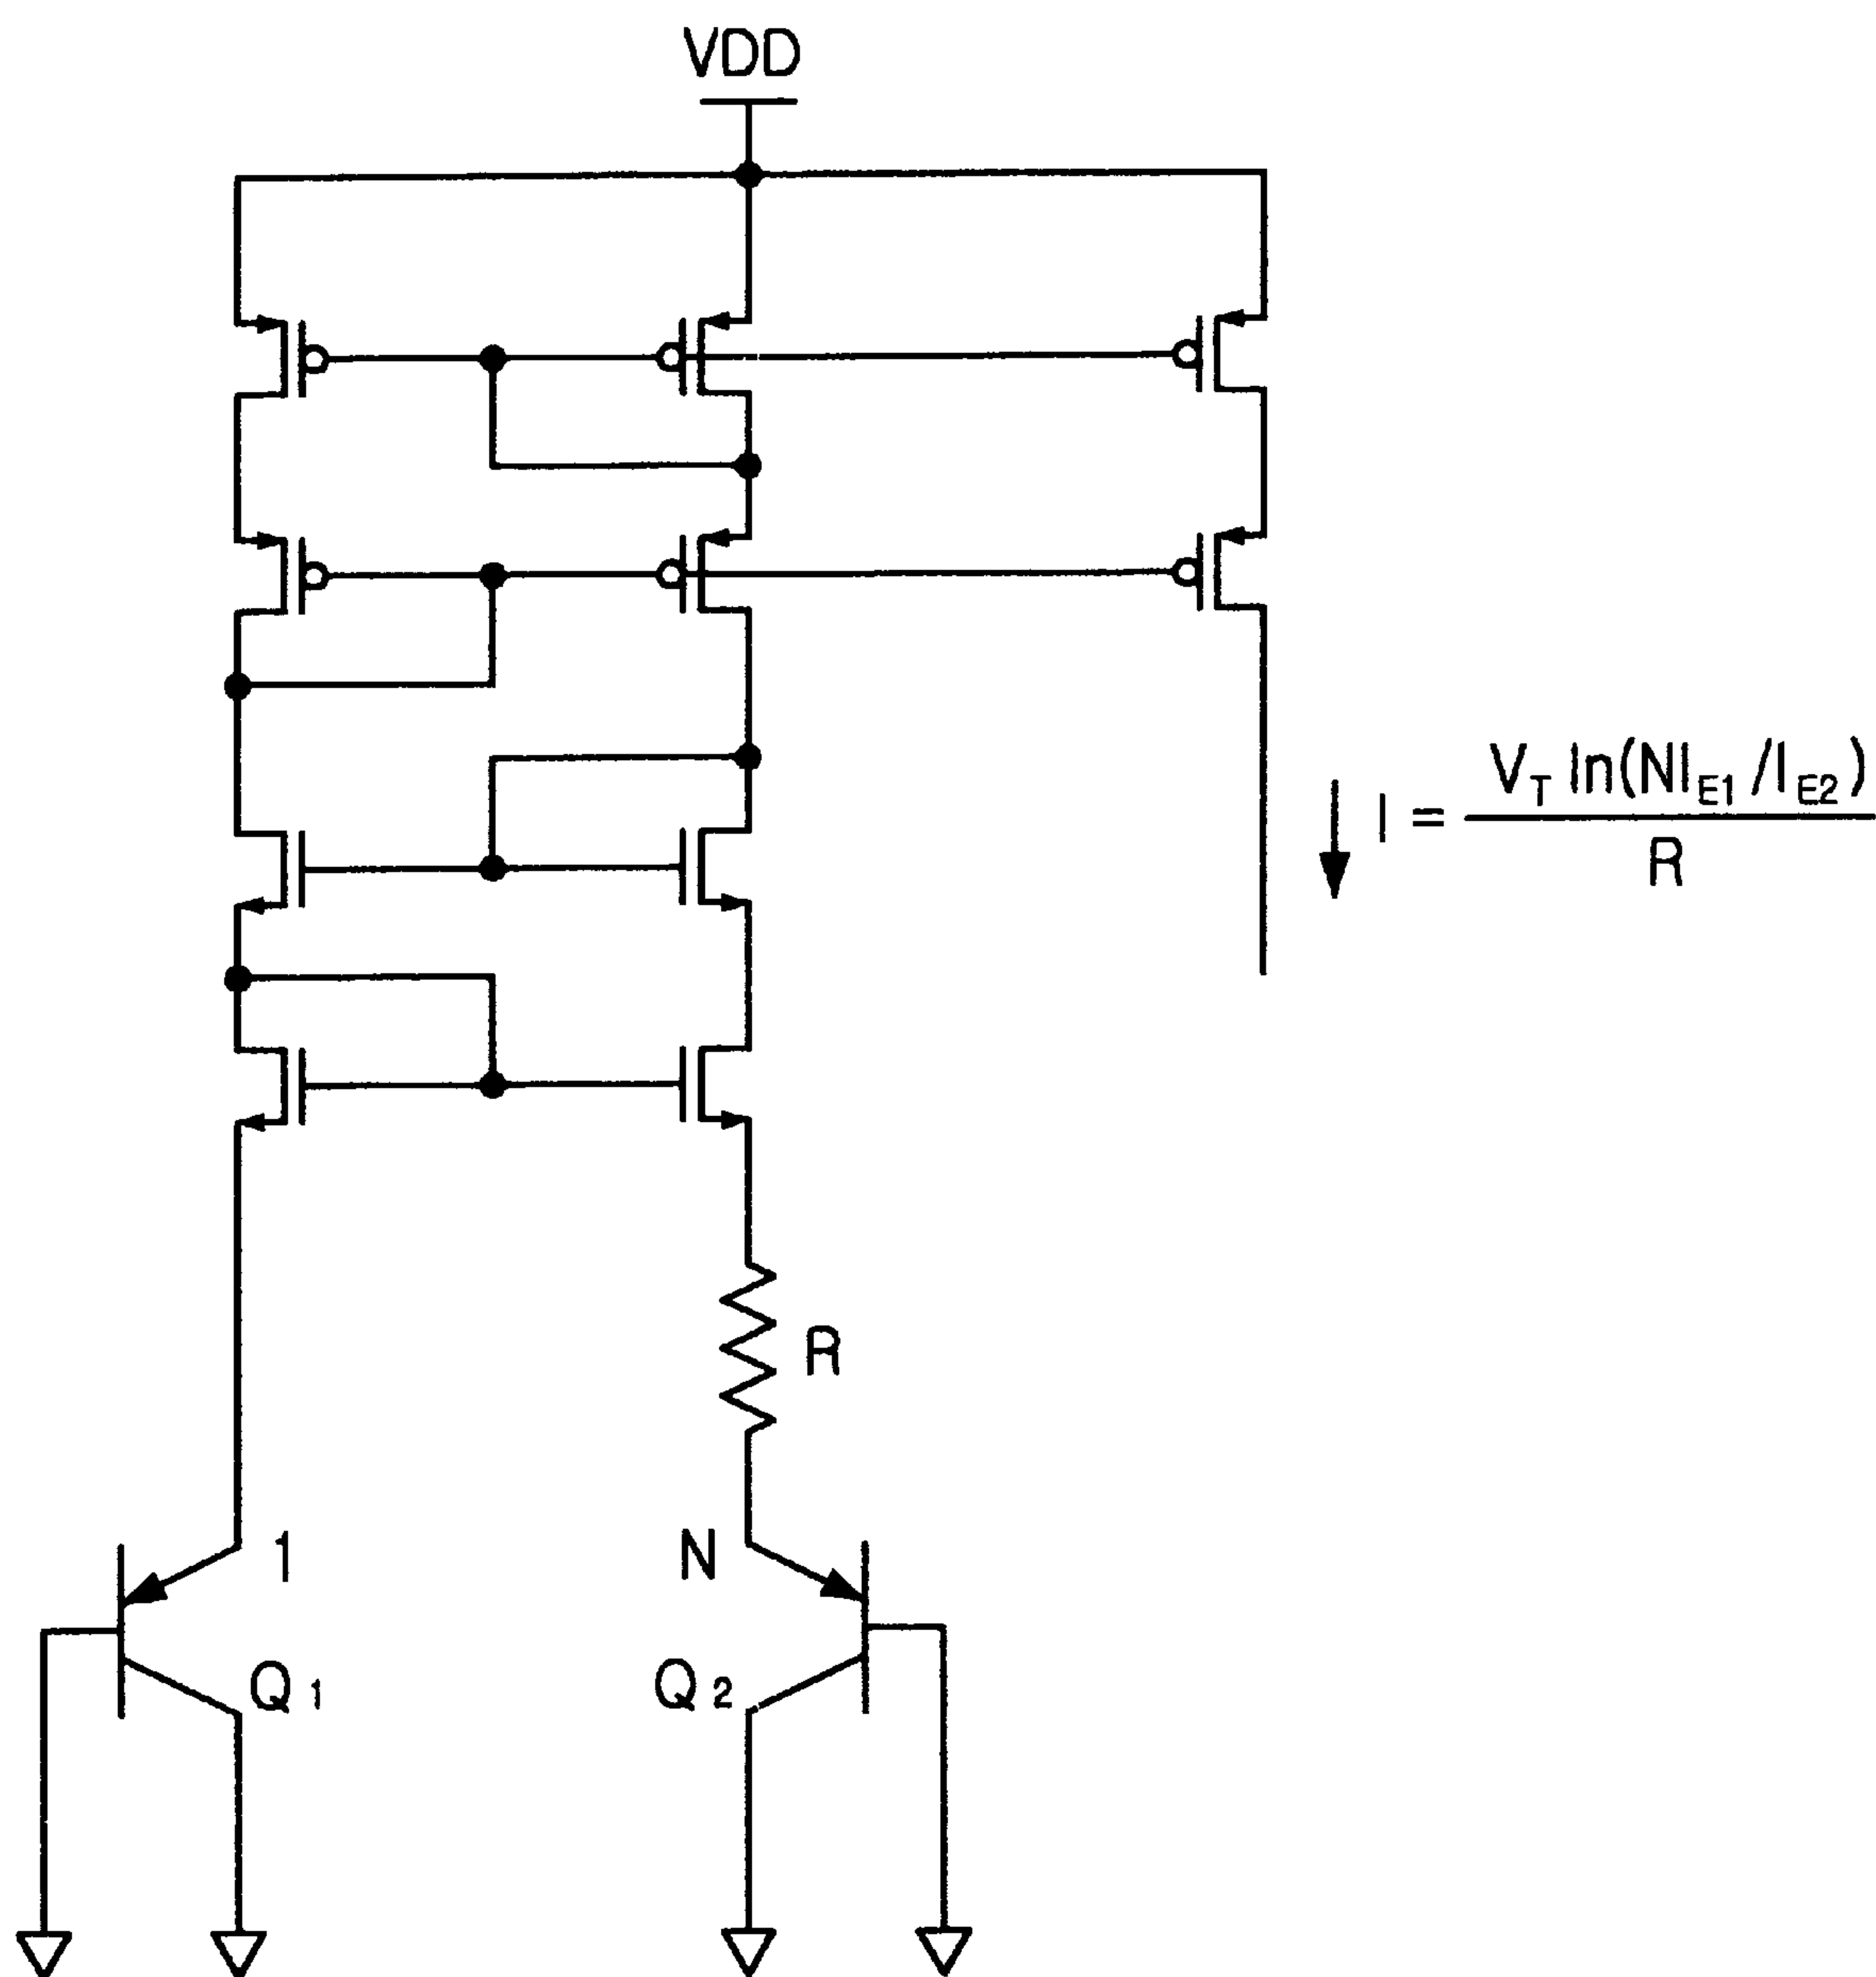 VDD
I = V_T ln(NI_E1 /I_E2) / R
R
1
N
Q1
Q2